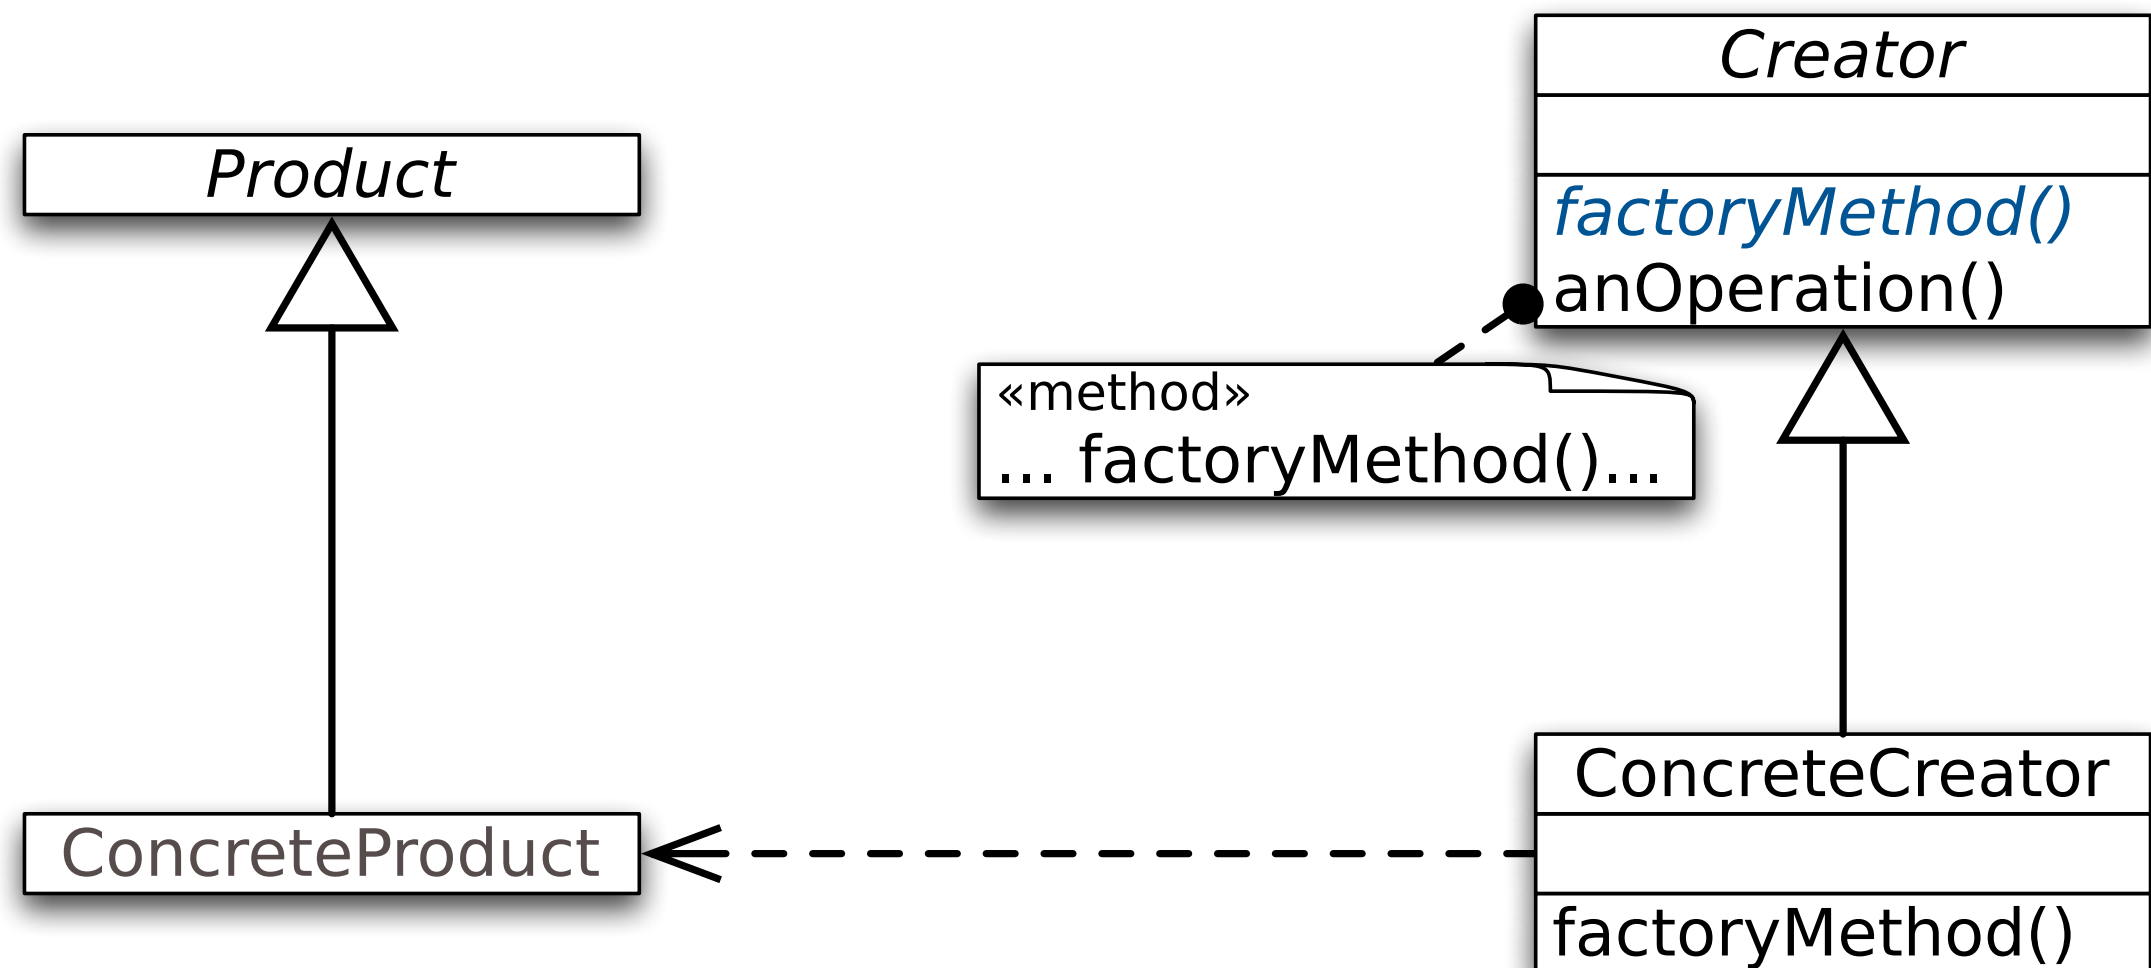 Creator
Product
factoryMethod()
anOperation()
«method»
... factoryMethod()...
ConcreteCreator
ConcreteProduct
factoryMethod()